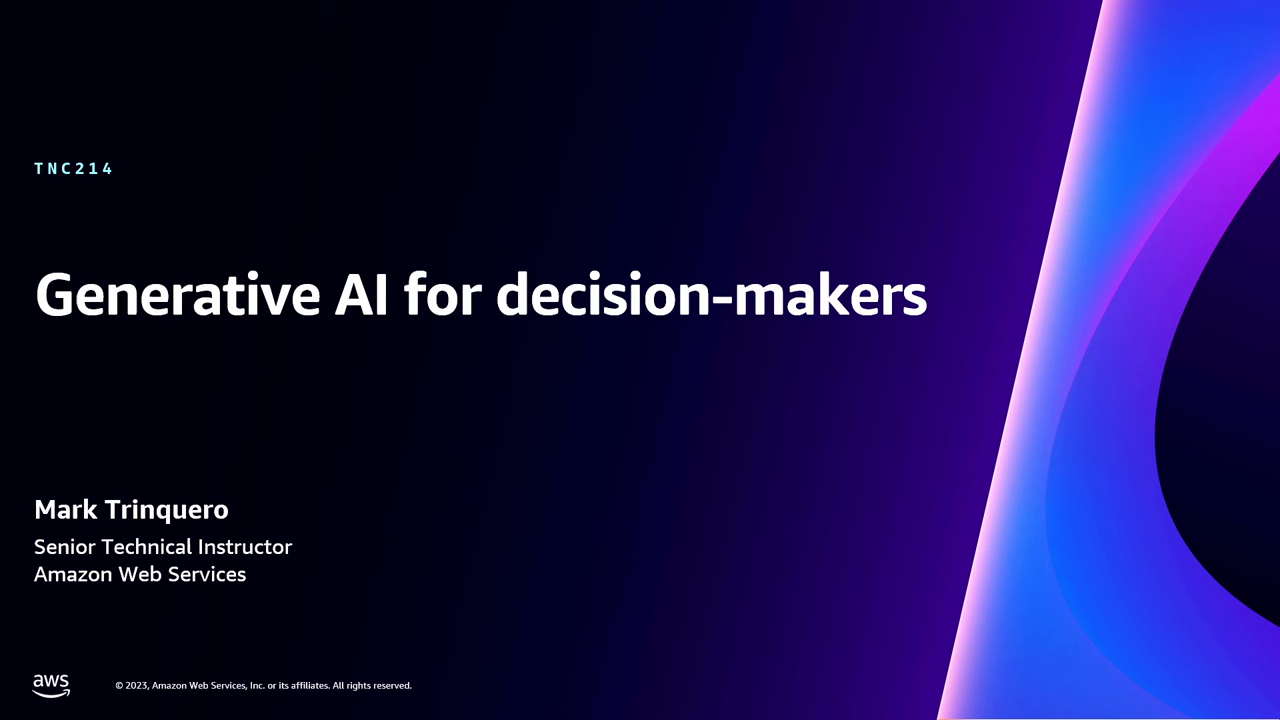 TNC214
Generative AI for decision-makers
Mark Trinquero
Senior Technical Instructor
Amazon Web Services
aws
© 2023, Amazon Web Services, Inc. or its affiliates. All rights reserved.